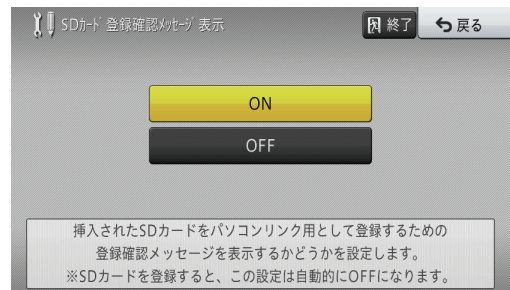 SDｶｰﾄﾞ 登録確認ﾒｯｾｰｼﾞ 表示
終了
戻る
ON
OFF
挿入されたSDカードをパソコンリンク用として登録するための
登録確認メッセージを表示するかどうかを設定します。
※SDカードを登録すると、この設定は自動的にOFFになります。